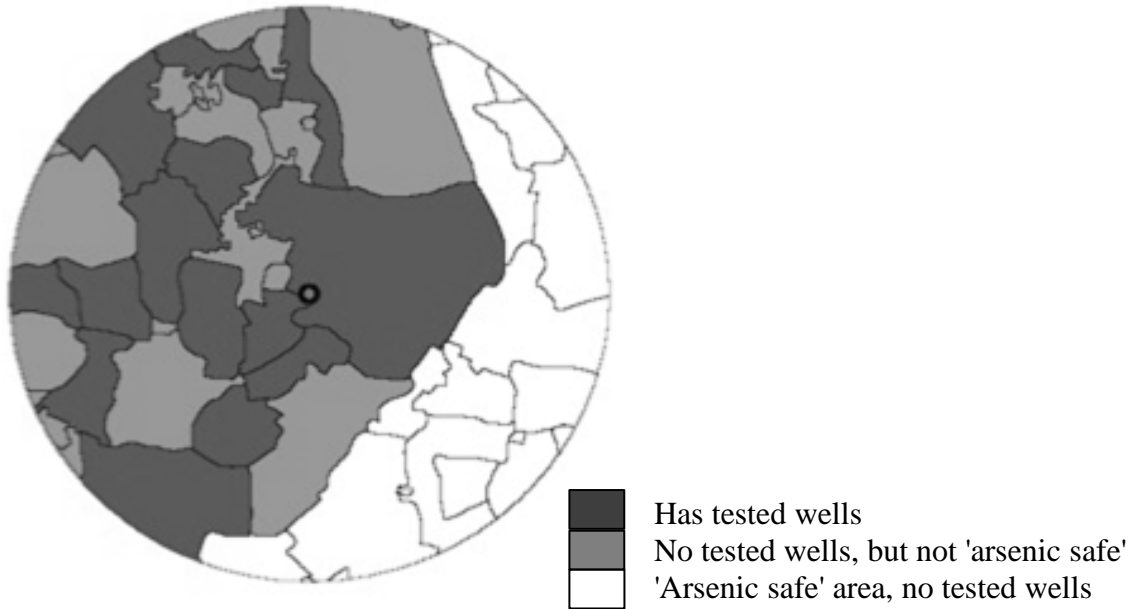 Has tested wells
No tested wells, but not 'arsenic safe'
'Arsenic safe' area, no tested wells